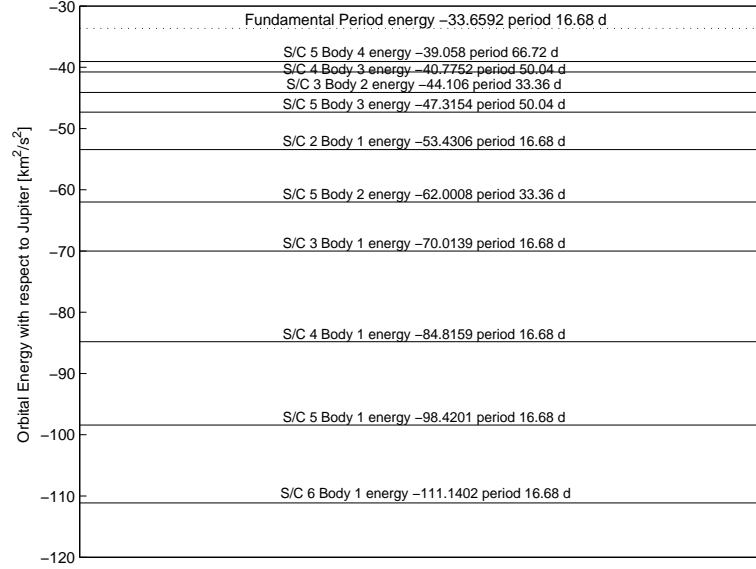 −30
Fundamental Period energy −33.6592 period 16.68 d
S/C 5 Body 4 energy −39.058 period 66.72 d
−40
S/C 4 Body 3 energy −40.7752 period 50.04 d
S/C 3 Body 2 energy −44.106 period 33.36 d
S/C 5 Body 3 energy −47.3154 period 50.04 d
−50
S/C 2 Body 1 energy −53.4306 period 16.68 d
−60
S/C 5 Body 2 energy −62.0008 period 33.36 d
S/C 3 Body 1 energy −70.0139 period 16.68 d
−70
−80
S/C 4 Body 1 energy −84.8159 period 16.68 d
−90
S/C 5 Body 1 energy −98.4201 period 16.68 d
−100
S/C 6 Body 1 energy −111.1402 period 16.68 d
−110
−120
Orbital Energy with respect to Jupiter [km²/s²]